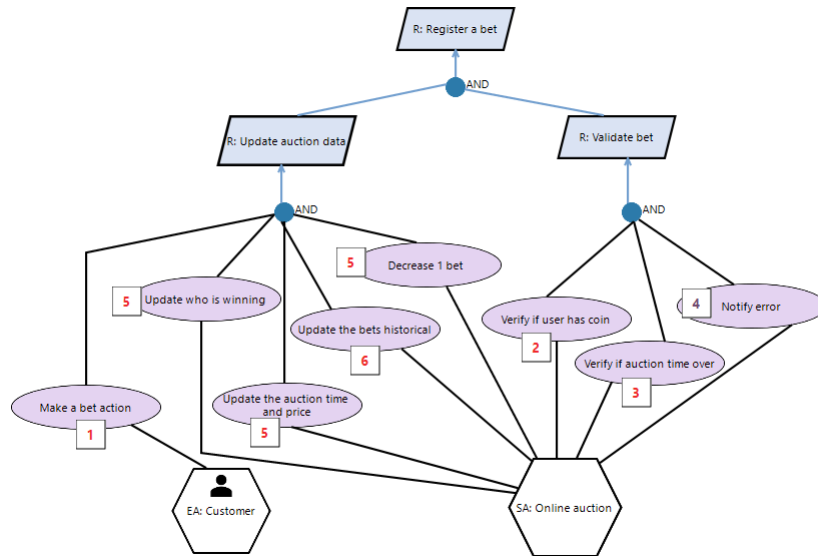 R: Register a bet
AND
R: Update auction data
R: Validate bet
AND
AND
5
Decrease 1 bet
5
Update who is winning
4
Notify error
Verify if user has coin
2
Update the bets historical
6
Verify if auction time over
3
Make a bet action
1
Update the auction time
and price
5
EA: Customer
SA: Online auction